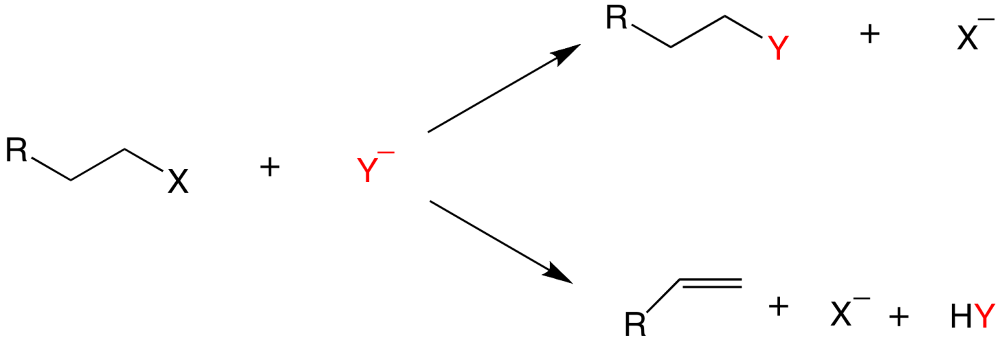 R Y + X⁻
R X + Y⁻
R + X⁻ + HY